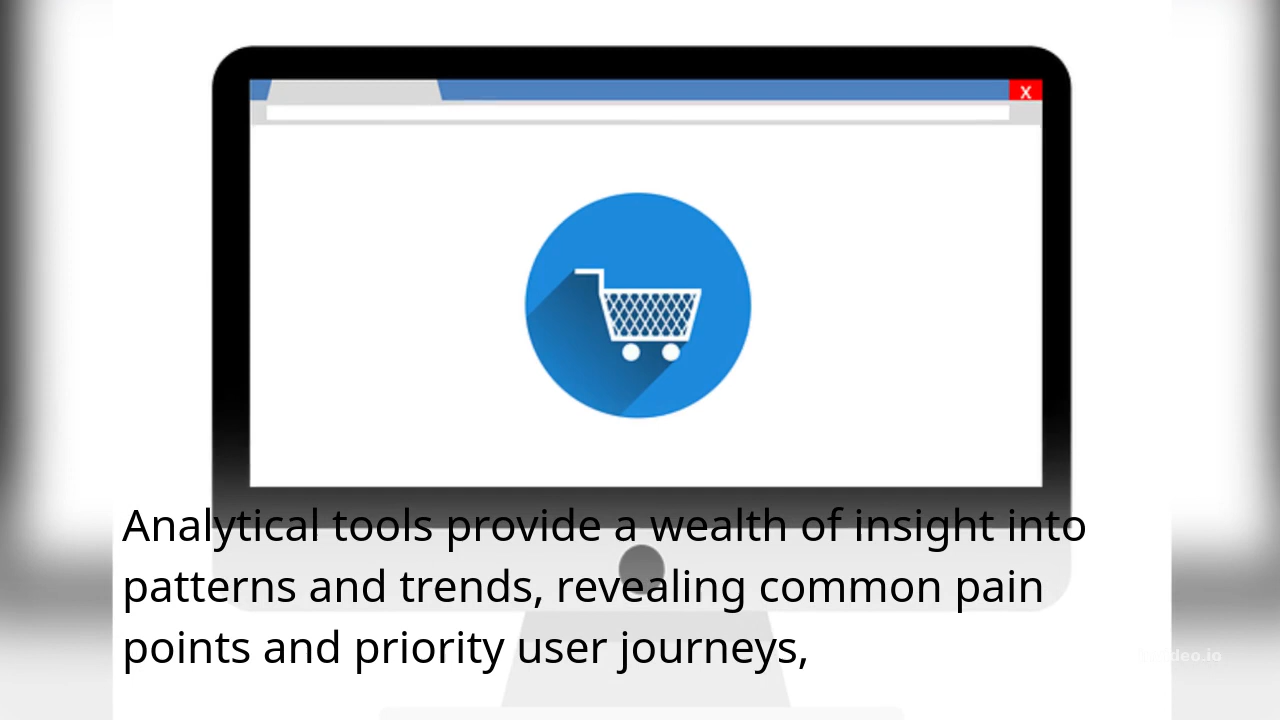 X
Analytical tools provide a wealth of insight into
patterns and trends, revealing common pain
points and priority user journeys,